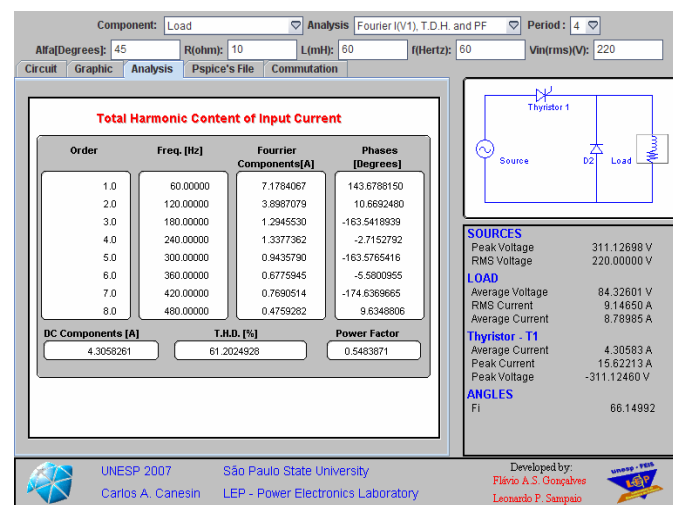 Component: Load Analysis Fourier I(V1), T.D.H. and PF Period : 4
Alfa[Degrees]: 45 R(ohm): 10 L(mH): 60 f(Hertz): 60 Vin(rms)(V): 220
Circuit Graphic Analysis Pspice's File Commutation
Total Harmonic Content of Input Current
Order Freq. [Hz] Fourrier Components[A] Phases [Degrees]
1.0 60.00000 7.1784067 143.6788150
2.0 120.00000 3.8987079 10.6692480
3.0 180.00000 1.2945530 -163.5418939
4.0 240.00000 1.3377362 -2.7152792
5.0 300.00000 0.9435790 -163.5765416
6.0 360.00000 0.6775945 -5.5800955
7.0 420.00000 0.7690514 -174.6369665
8.0 480.00000 0.4759282 9.6348806
DC Components [A] T.H.D. [%] Power Factor
4.3058261 61.2024928 0.5483871
Thyristor 1
Source D2 Load
SOURCES
Peak Voltage 311.12698 V
RMS Voltage 220.00000 V
LOAD
Average Voltage 84.32601 V
RMS Current 9.14650 A
Average Current 8.78985 A
Thyristor - T1
Average Current 4.30583 A
Peak Current 15.62213 A
Peak Voltage -311.12460 V
ANGLES
Fi 66.14992
UNESP 2007 São Paulo State University
Carlos A. Canesin LEP - Power Electronics Laboratory
Developed by:
Flávio A.S. Gonçalves
Leonardo P. Sampaio
unesp - FEIS
LEP